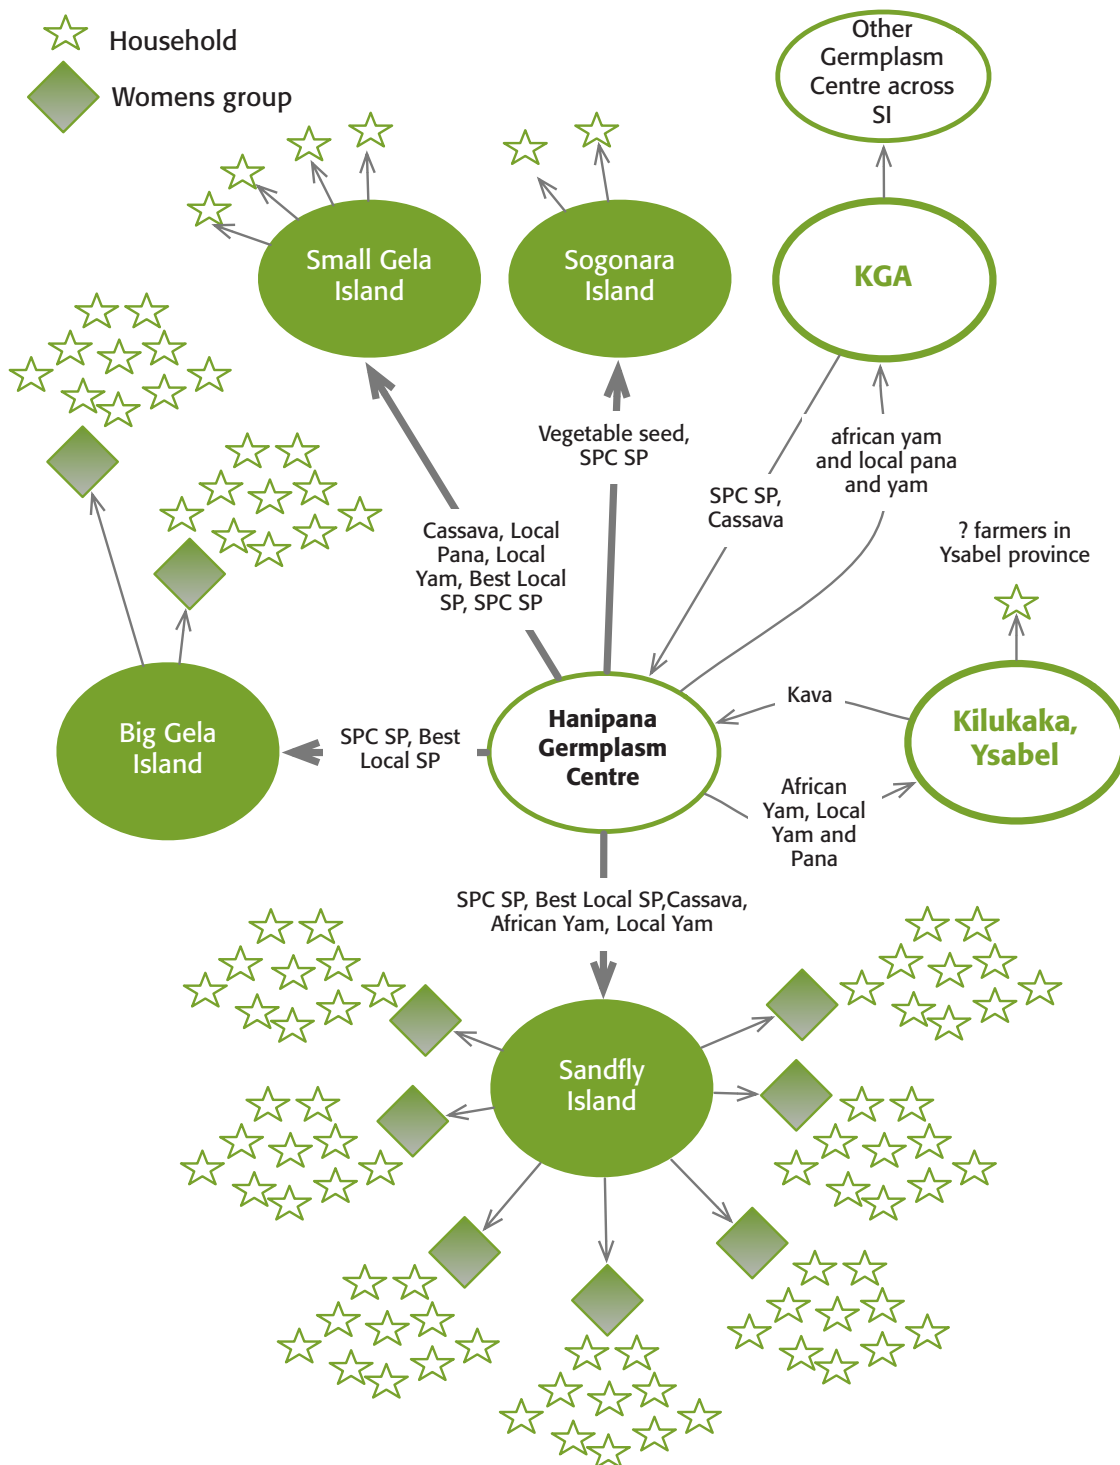 Household
Womens group
Other
Germplasm
Centre across
SI
Small Gela
Island
Sogonara
Island
KGA
Vegetable seed,
SPC SP
african yam
and local pana
and yam
SPC SP,
Cassava
Cassava, Local
Pana, Local
Yam, Best Local
SP, SPC SP
? farmers in
Ysabel province
Big Gela
Island
SPC SP, Best
Local SP
Hanipana
Germplasm
Centre
Kava
Kilukaka,
Ysabel
African
Yam, Local
Yam and
Pana
SPC SP, Best Local SP,Cassava,
African Yam, Local Yam
Sandfly
Island